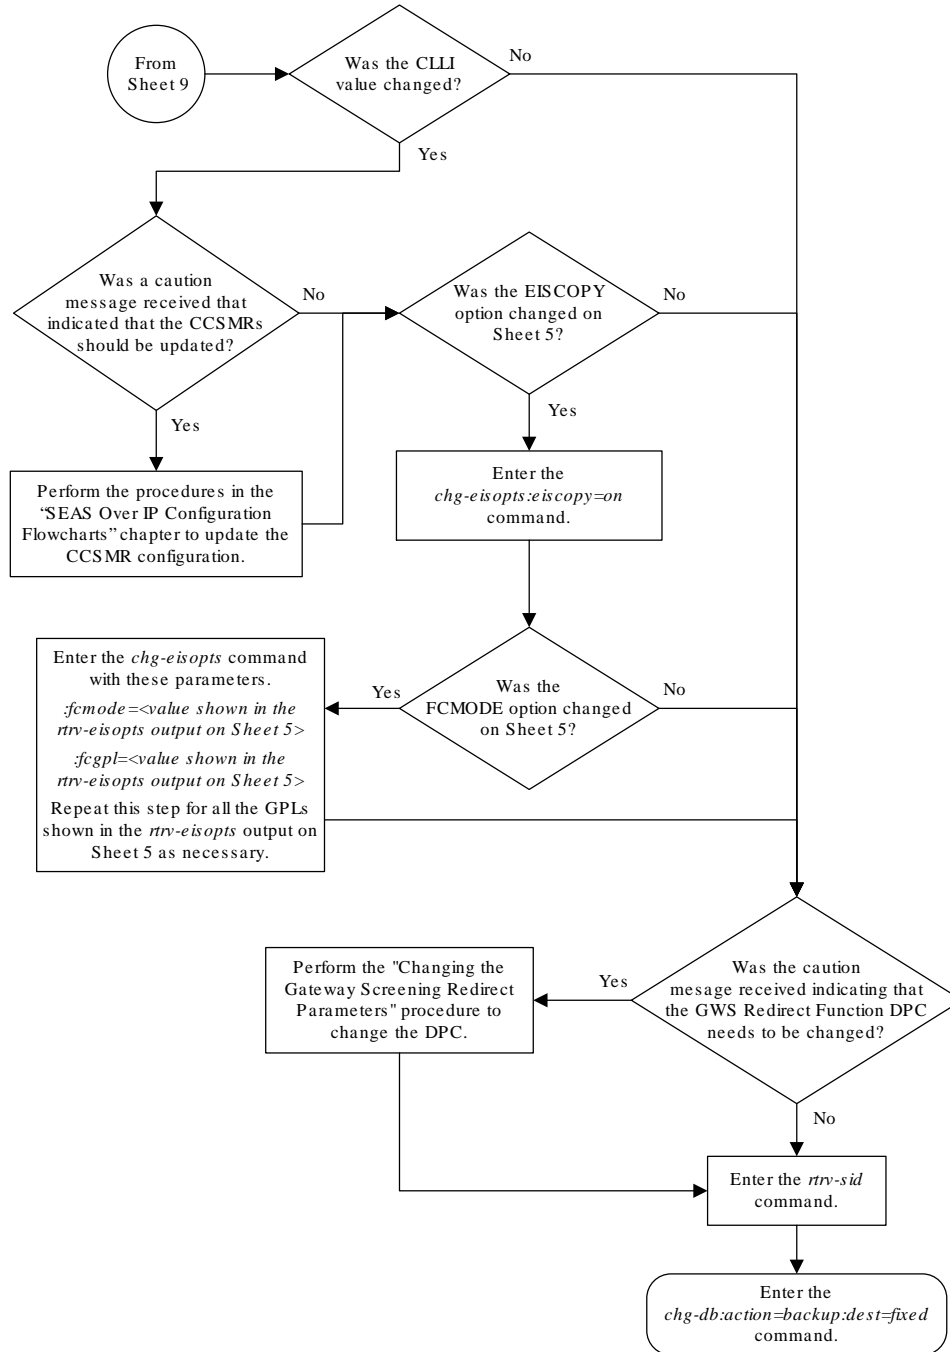 From
Sheet 9
Was the CLLI
value changed?
No
Yes
Was a caution
message received that
indicated that the CCSMRs
should be updated?
No
Yes
Was the EISCOPY
option changed on
Sheet 5?
No
Yes
Perform the procedures in the
“SEAS Over IP Configuration
Flowcharts” chapter to update the
CCSMR configuration.
Enter the
chg-eisopts:eiscopy=on
command.
Was the
FCMODE option changed
on Sheet 5?
Yes
No
Enter the chg-eisopts command
with these parameters.
:fcmode=<value shown in the
rtrv-eisopts output on Sheet 5>
:fcgpl=<value shown in the
rtrv-eisopts output on Sheet 5>
Repeat this step for all the GPLs
shown in the rtrv-eisopts output on
Sheet 5 as necessary.
Was the caution
mesage received indicating that
the GWS Redirect Function DPC
needs to be changed?
Yes
No
Perform the "Changing the
Gateway Screening Redirect
Parameters" procedure to
change the DPC.
Enter the rtrv-sid
command.
Enter the
chg-db:action=backup:dest=fixed
command.